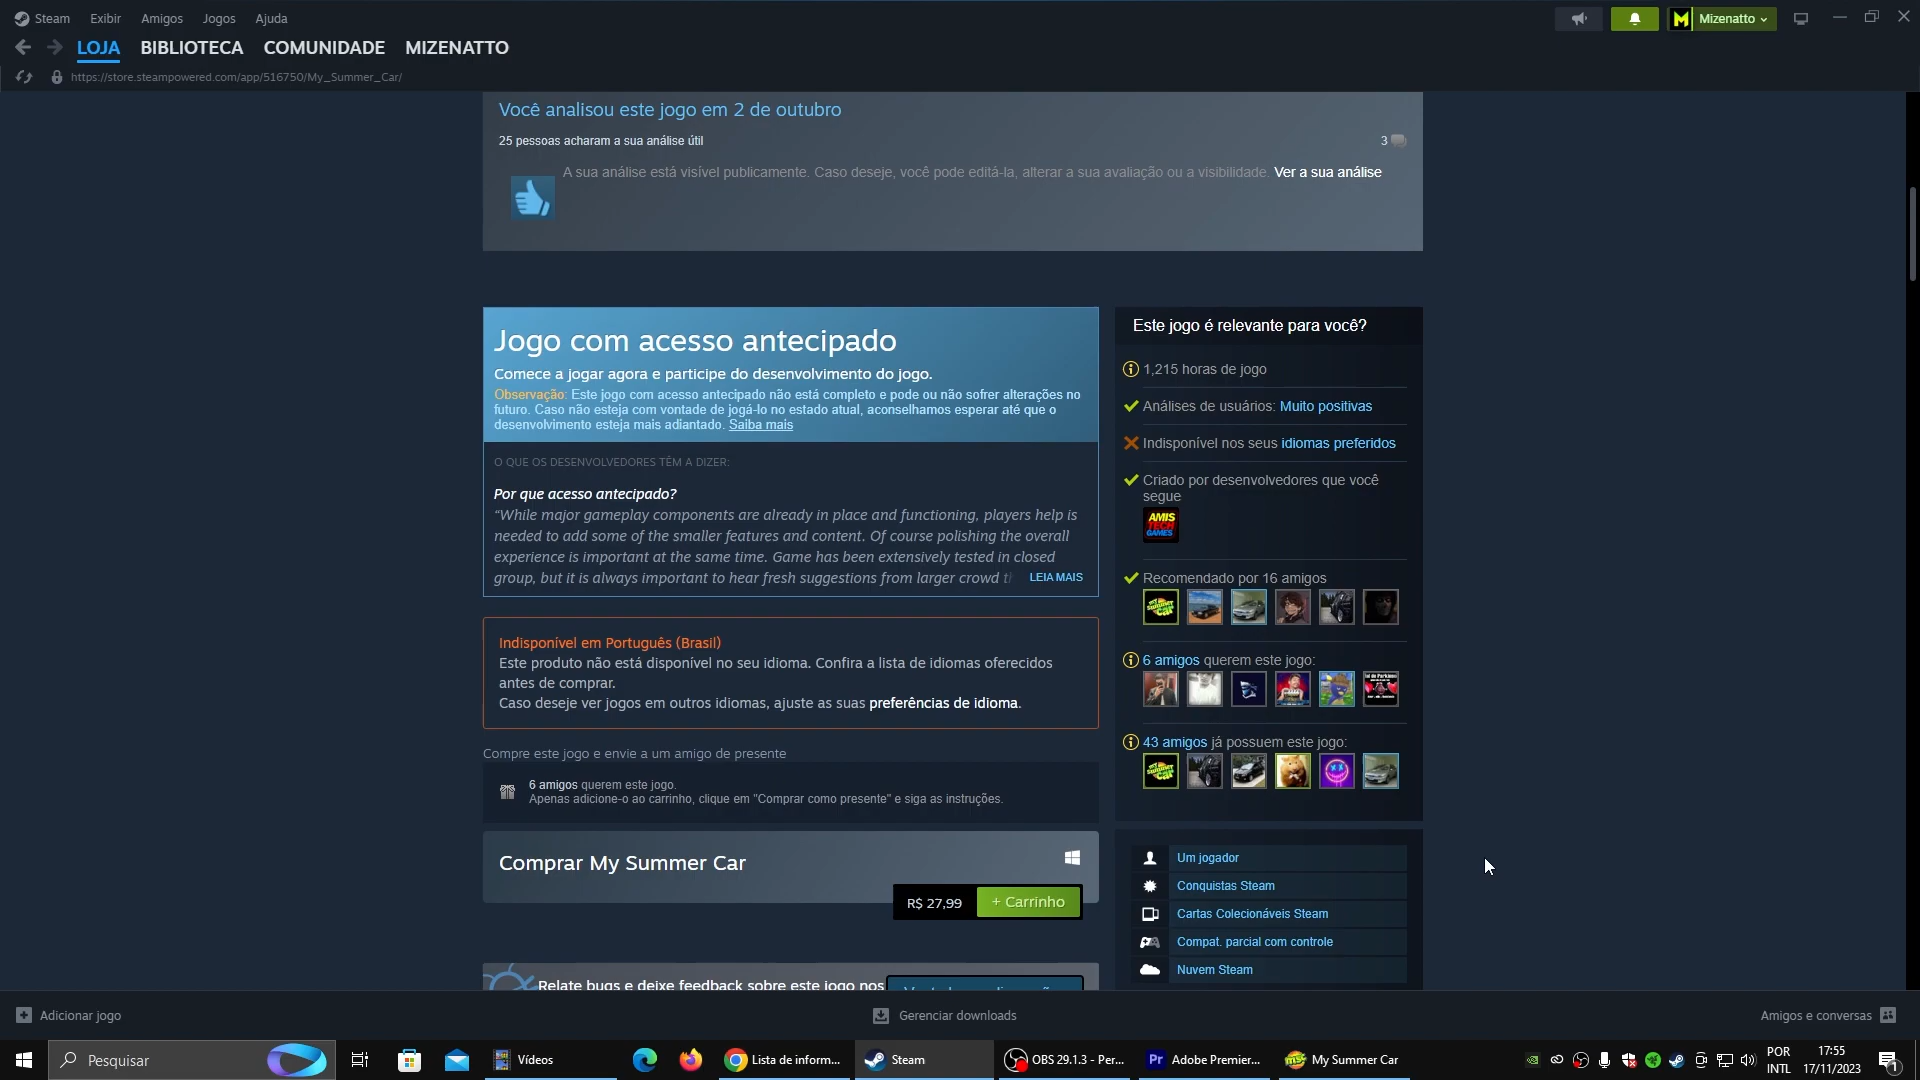 Steam Exibir Amigos Jogos Ajuda
Mizenatto
LOJA BIBLIOTECA COMUNIDADE MIZENATTO
https://store.steampowered.com/app/516750/My_Summer_Car/
Você analisou este jogo em 2 de outubro
25 pessoas acharam a sua análise útil
3
A sua análise está visível publicamente. Caso deseje, você pode editá-la, alterar a sua avaliação ou a visibilidade. Ver a sua análise
Jogo com acesso antecipado
Comece a jogar agora e participe do desenvolvimento do jogo.
Observação: Este jogo com acesso antecipado não está completo e pode ou não sofrer alterações no
futuro. Caso não esteja com vontade de jogá-lo no estado atual, aconselhamos esperar até que o
desenvolvimento esteja mais adiantado. Saiba mais
O QUE OS DESENVOLVEDORES TÊM A DIZER:
Por que acesso antecipado?
“While major gameplay components are already in place and functioning, players help is
needed to add some of the smaller features and content. Of course polishing the overall
experience is important at the same time. Game has been extensively tested in closed
group, but it is always important to hear fresh suggestions from larger crowd LEIA MAIS
Indisponível em Português (Brasil)
Este produto não está disponível no seu idioma. Confira a lista de idiomas oferecidos
antes de comprar.
Caso deseje ver jogos em outros idiomas, ajuste as suas preferências de idioma.
Compre este jogo e envie a um amigo de presente
6 amigos querem este jogo.
Apenas adicione-o ao carrinho, clique em "Comprar como presente" e siga as instruções.
Comprar My Summer Car
R$ 27,99 + Carrinho
Relate bugs e deixe feedback sobre este jogo nos
Este jogo é relevante para você?
1,215 horas de jogo
Análises de usuários: Muito positivas
Indisponível nos seus idiomas preferidos
Criado por desenvolvedores que você
segue
AMIS
TECH
GAMES
Recomendado por 16 amigos
6 amigos querem este jogo:
43 amigos já possuem este jogo:
Um jogador
Conquistas Steam
Cartas Colecionáveis Steam
Compat. parcial com controle
Nuvem Steam
Adicionar jogo
Gerenciar downloads
Amigos e conversas
Pesquisar
Vídeos
Lista de inform...
Steam
OBS 29.1.3 - Per...
Adobe Premier...
My Summer Car
POR
INTL
17:55
17/11/2023
1